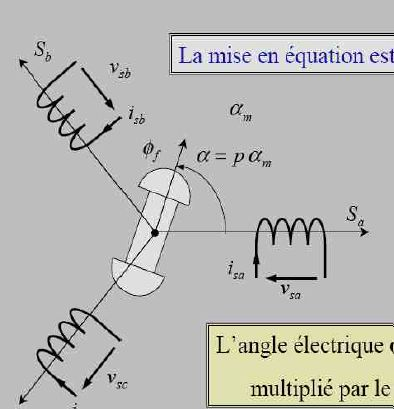 S_b
v_sb
La mise en équation est
i_sb
α_m
ϕ_f
α = p α_m
S_a
i_sa
v_sa
L'angle électrique
v_sc
multiplié par le